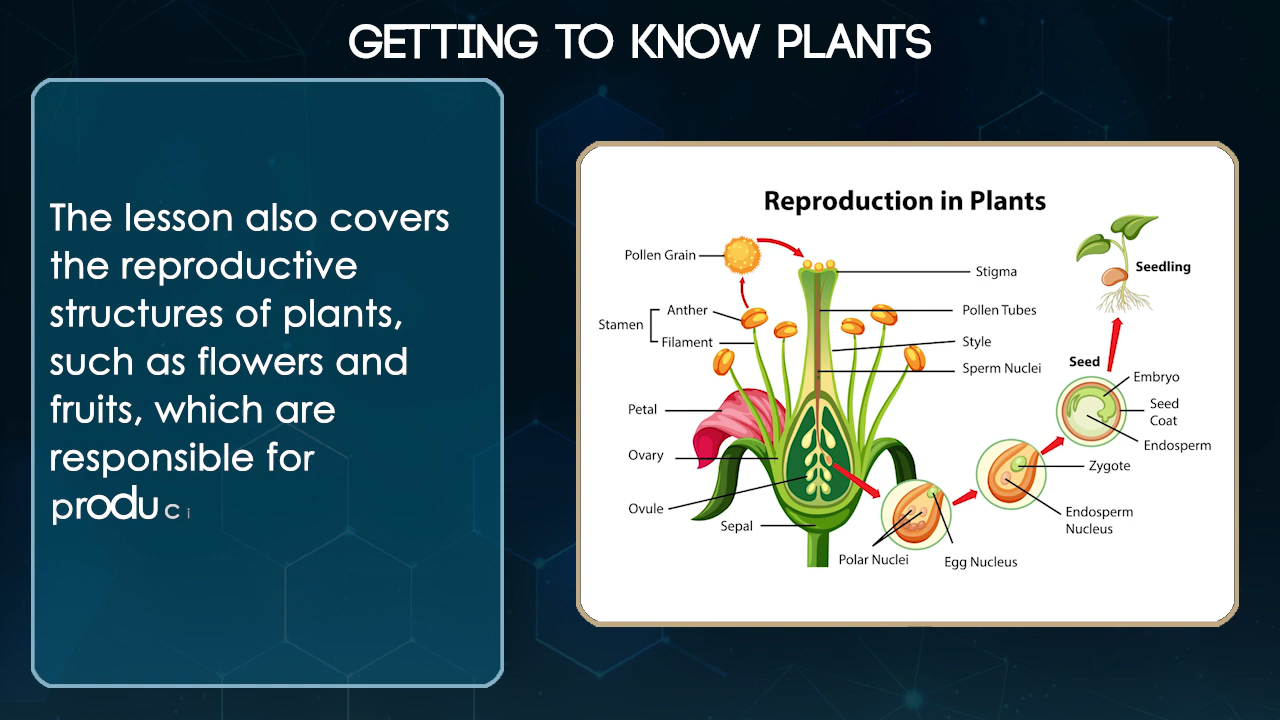 GETTING TO KNOW PLANTS
The lesson also covers
the reproductive
structures of plants,
such as flowers and
fruits, which are
responsible for
produci
Reproduction in Plants
Pollen Grain
Stigma
Seedling
Anther
Pollen Tubes
Stamen
Filament
Style
Seed
Sperm Nuclei
Embryo
Petal
Seed
Coat
Endosperm
Ovary
Zygote
Ovule
Endosperm
Nucleus
Sepal
Polar Nuclei
Egg Nucleus